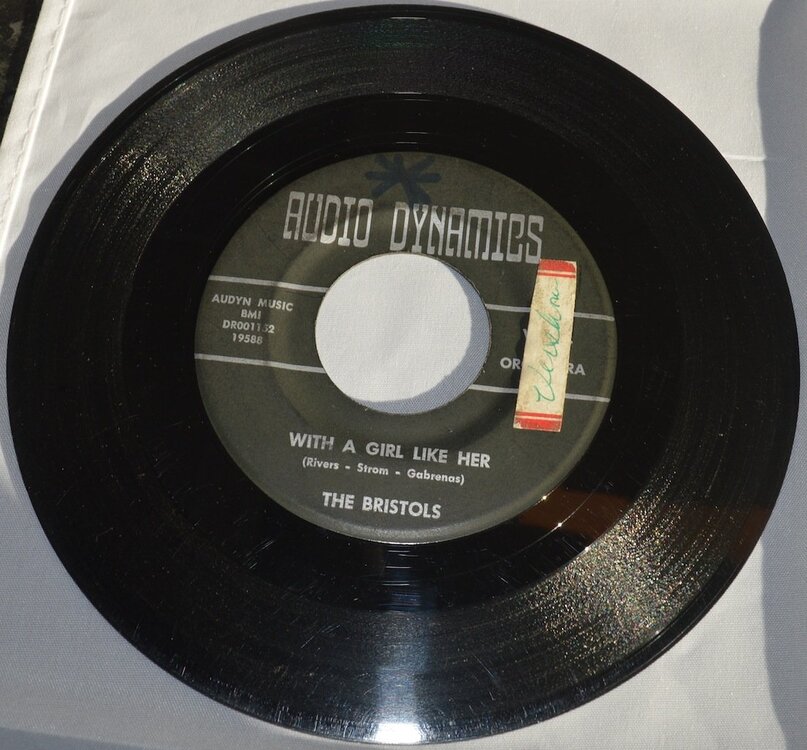 AUDIO DYNAMICS
AUDYN MUSIC
BMI
DR001152
19588
WITH A GIRL LIKE HER
(Rivers - Strom - Gabrenas)
THE BRISTOLS